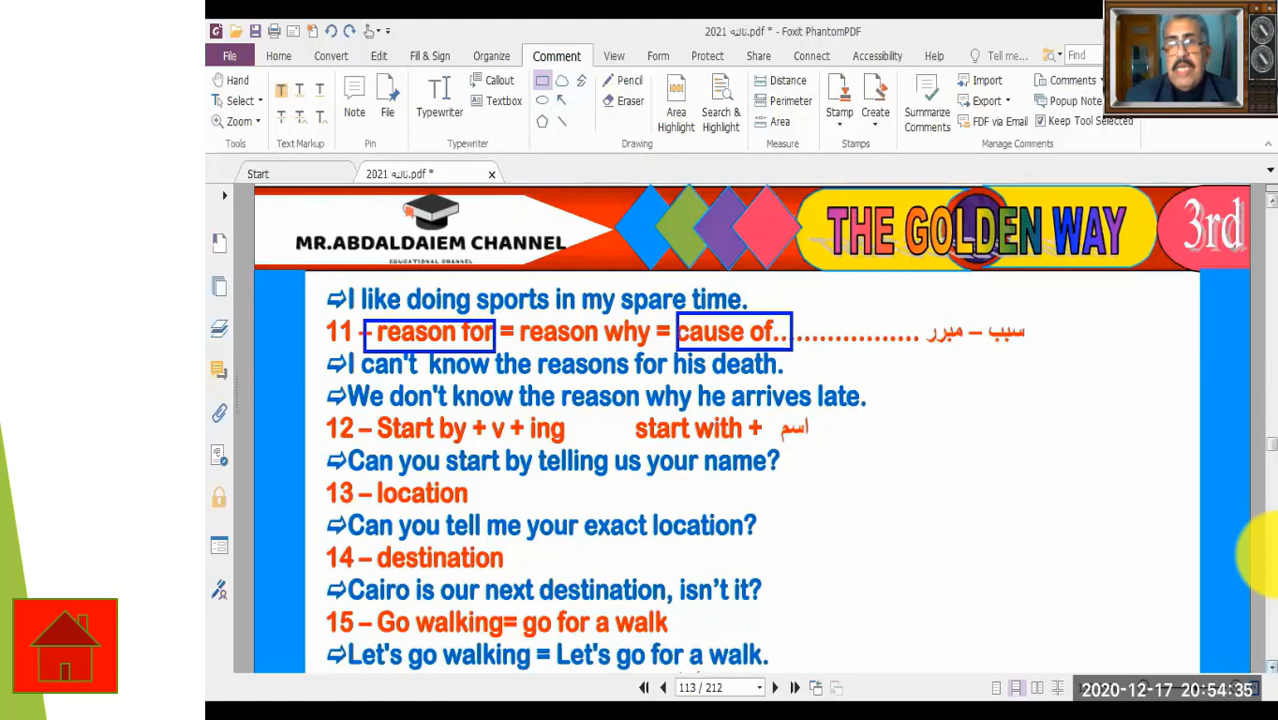 2021 ثالثه.pdf * - Foxit PhantomPDF
File Home Convert Edit Fill & Sign Organize Comment View Form Protect Share Connect Accessibility Help Tell me... Find
Hand
Select
Zoom
Tools
Text Markup
Note
File
Pin
Typewriter
Callout
Textbox
Typewriter
Pencil
Eraser
Drawing
Area Highlight
Search & Highlight
Distance
Perimeter
Area
Measure
Stamp
Create
Stamps
Summarize Comments
Import
Export
FDF via Email
Comments
Popup Note
Keep Tool Selected
Manage Comments
Start
2021 ثالثه.pdf *
MR.ABDALDAIEM CHANNEL
EDUCATIONAL CHANNEL
THE GOLDEN WAY
3rd
⇨I like doing sports in my spare time.
11 – reason for = reason why = cause of.................... سبب – مبرر
⇨I can't know the reasons for his death.
⇨We don't know the reason why he arrives late.
12 – Start by + v + ing start with + اسم
⇨Can you start by telling us your name?
13 – location
⇨Can you tell me your exact location?
14 – destination
⇨Cairo is our next destination, isn't it?
15 – Go walking= go for a walk
⇨Let's go walking = Let's go for a walk.
113 / 212
2020-12-17 20:54:35